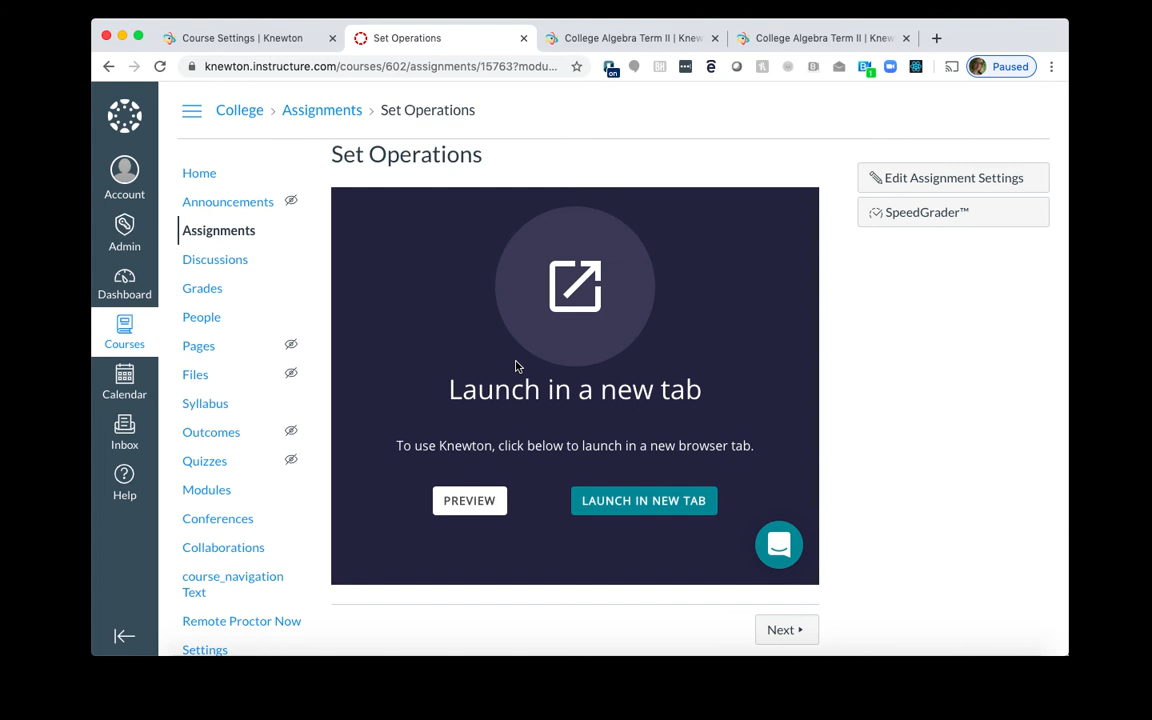 Course Settings | Knewton
Set Operations
College Algebra Term II | Knew
College Algebra Term II | Knew
knewton.instructure.com/courses/602/assignments/15763?modu...
on
1
Paused
College > Assignments > Set Operations
Account
Admin
Dashboard
Courses
Calendar
Inbox
Help
Home
Announcements
Assignments
Discussions
Grades
People
Pages
Files
Syllabus
Outcomes
Quizzes
Modules
Conferences
Collaborations
course_navigation
Text
Remote Proctor Now
Settings
Set Operations
Launch in a new tab
To use Knewton, click below to launch in a new browser tab.
PREVIEW
LAUNCH IN NEW TAB
Next
Edit Assignment Settings
SpeedGrader™